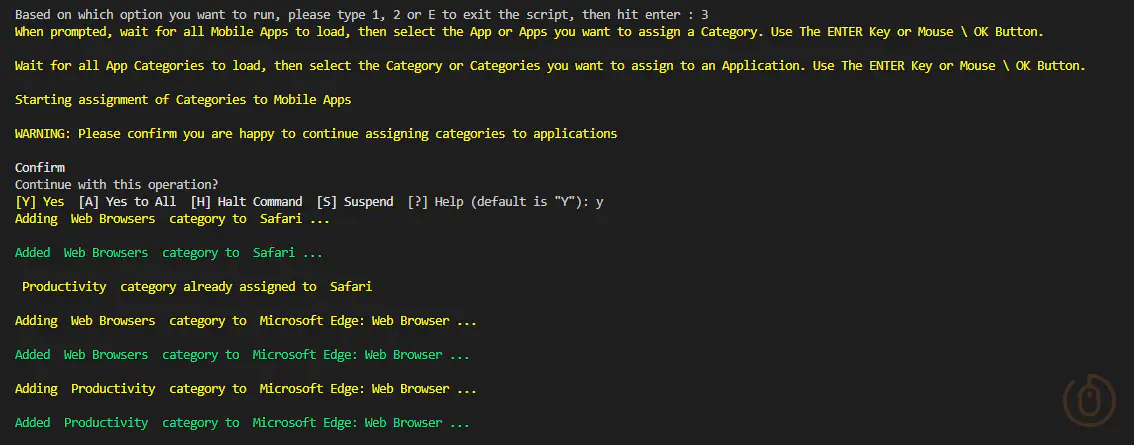 Based on which option you want to run, please type 1, 2 or E to exit the script, then hit enter : 3
When prompted, wait for all Mobile Apps to load, then select the App or Apps you want to assign a Category. Use The ENTER Key or Mouse \ OK Button.
Wait for all App Categories to load, then select the Category or Categories you want to assign to an Application. Use The ENTER Key or Mouse \ OK Button.
Starting assignment of Categories to Mobile Apps
WARNING: Please confirm you are happy to continue assigning categories to applications
Confirm
Continue with this operation?
[Y] Yes  [A] Yes to All  [H] Halt Command  [S] Suspend  [?] Help (default is "Y"): y
Adding  Web Browsers  category to  Safari ...
Added  Web Browsers  category to  Safari ...
Productivity  category already assigned to  Safari
Adding  Web Browsers  category to  Microsoft Edge: Web Browser ...
Added  Web Browsers  category to  Microsoft Edge: Web Browser ...
Adding  Productivity  category to  Microsoft Edge: Web Browser ...
Added  Productivity  category to  Microsoft Edge: Web Browser ...